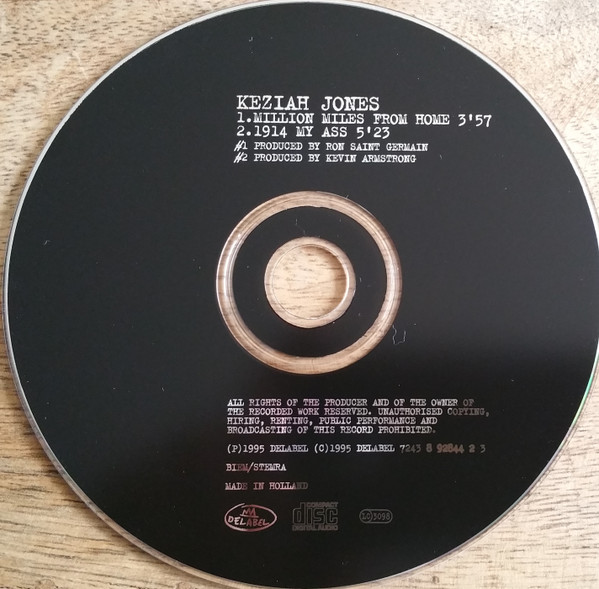 KEZIAH JONES
1.MILLION MILES FROM HOME 3'57
2.1914 MY ASS 5'23
#1 PRODUCED BY RON SAINT GERMAIN
#2 PRODUCED BY KEVIN ARMSTRONG
ALL RIGHTS OF THE PRODUCER AND OF THE OWNER OF
THE RECORDED WORK RESERVED. UNAUTHORISED COPYING,
HIRING, RENTING, PUBLIC PERFORMANCE AND
BROADCASTING OF THIS RECORD PROHIBITED.
(P)1995 DELABEL (C)1995 DELABEL 7243 8 92844 2 3
BIEM/STEMRA
MADE IN HOLLAND
DELABEL
COMPACT
disc
DIGITAL AUDIO
LC 3098